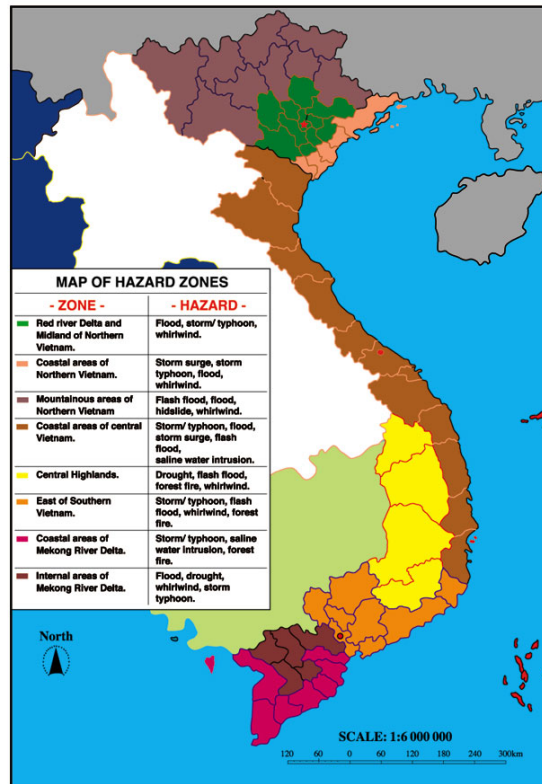 MAP OF HAZARD ZONES
- ZONE -
- HAZARD -
Red river Delta and
Midland of Northern
Vietnam.
Flood, storm/ typhoon,
whirlwind.
Coastal areas of
Northern Vietnam.
Storm surge, storm
typhoon, flood,
whirlwind.
Mountainous areas of
Northern Vietnam
Flash flood, flood,
hidslide, whirlwind.
Coastal areas of central
Vietnam.
Storm/ typhoon, flood,
storm surge, flash
flood,
saline water intrusion.
Central Highlands.
Drought, flash flood,
forest fire, whirlwind.
East of Southern
Vietnam.
Storm/ typhoon, flash
flood, whirlwind, forest
fire.
Coastal areas of
Mekong River Delta.
Storm/ typhoon, saline
water intrusion, forest
fire.
Internal areas of
Mekong River Delta.
Flood, drought,
whirlwind, storm
typhoon.
North
SCALE: 1:6 000 000
120 60 0 60 120 180 240 300km